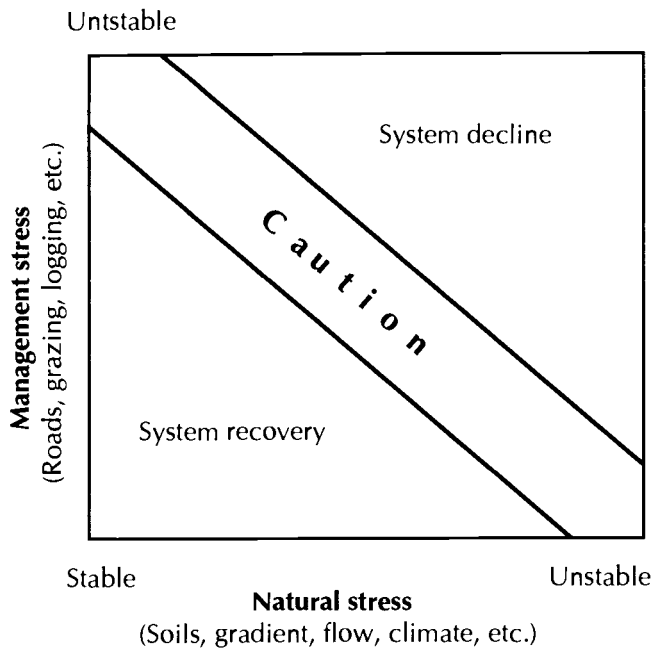 Untstable
System decline
Caution
Management stress
(Roads, grazing, logging, etc.)
System recovery
Stable
Unstable
Natural stress
(Soils, gradient, flow, climate, etc.)